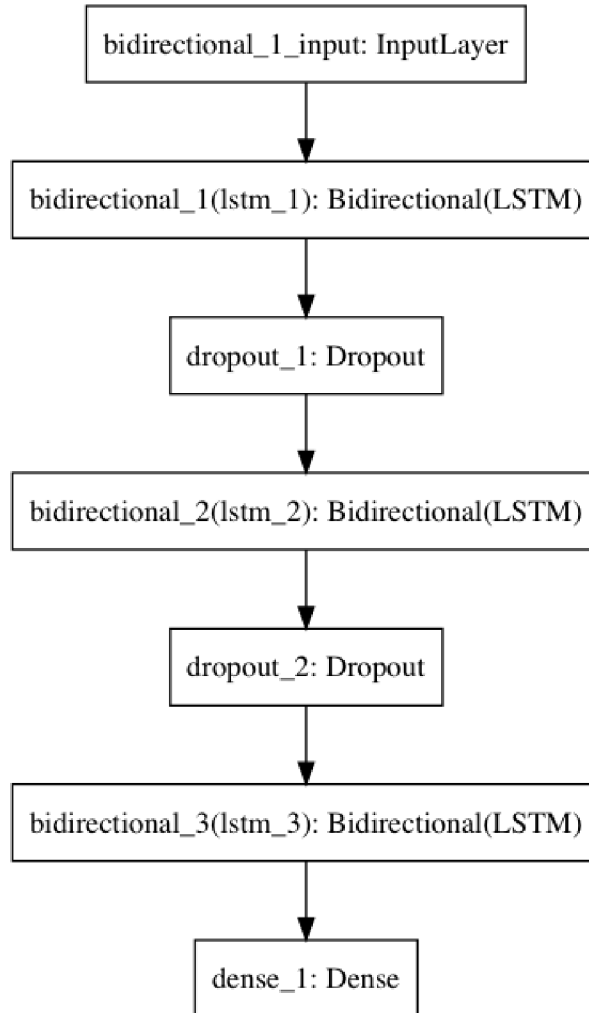 bidirectional_1_input: InputLayer
bidirectional_1(lstm_1): Bidirectional(LSTM)
dropout_1: Dropout
bidirectional_2(lstm_2): Bidirectional(LSTM)
dropout_2: Dropout
bidirectional_3(lstm_3): Bidirectional(LSTM)
dense_1: Dense